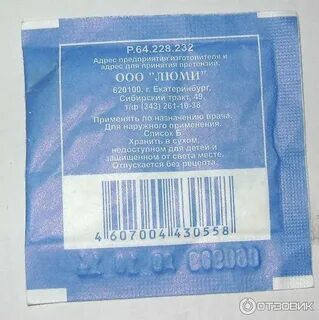 Р.64.228.232
Адрес предприятия изготовителя и
адрес для принятия претензий.
ООО "ЛЮМИ"
620100, г. Екатеринбург,
Сибирский тракт, 49,
т/ф (343) 261-10-38
Применять по назначению врача.
Для наружного применения.
Список Б
Хранить в сухом,
недоступном для детей и
защищенном от света месте.
Отпускается без рецепта.
4 607004 430558
ОТЗОВИК